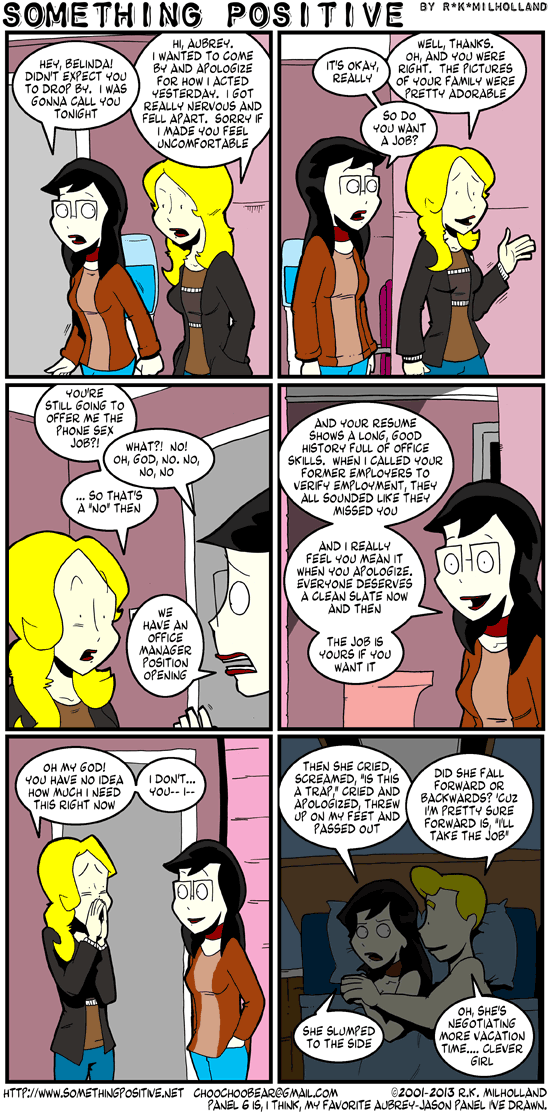 SOMETHING POSITIVE BY R*K*MILHOLLAND
HEY, BELINDA!
DIDN'T EXPECT YOU
TO DROP BY. I WAS
GONNA CALL YOU
TONIGHT
HI, AUBREY.
I WANTED TO COME
BY AND APOLOGIZE
FOR HOW I ACTED
YESTERDAY. I GOT
REALLY NERVOUS AND
FELL APART. SORRY IF
I MADE YOU FEEL
UNCOMFORTABLE
IT'S OKAY,
REALLY
WELL, THANKS.
OH, AND YOU WERE
RIGHT. THE PICTURES
OF YOUR FAMILY WERE
PRETTY ADORABLE
SO DO
YOU WANT
A JOB?
YOU'RE
STILL GOING TO
OFFER ME THE
PHONE SEX
JOB?!
WHAT?! NO!
OH, GOD, NO. NO,
NO, NO
... SO THAT'S
A "NO" THEN
WE
HAVE AN
OFFICE
MANAGER
POSITION
OPENING
AND YOUR RESUME
SHOWS A LONG, GOOD
HISTORY FULL OF OFFICE
SKILLS. WHEN I CALLED YOUR
FORMER EMPLOYERS TO
VERIFY EMPLOYMENT, THEY
ALL SOUNDED LIKE THEY
MISSED YOU
AND I REALLY
FEEL YOU MEAN IT
WHEN YOU APOLOGIZE.
EVERYONE DESERVES
A CLEAN SLATE NOW
AND THEN
THE JOB IS
YOURS IF YOU
WANT IT
OH MY GOD!
YOU HAVE NO IDEA
HOW MUCH I NEED
THIS RIGHT NOW
I DON'T...
YOU-- I--
THEN SHE CRIED,
SCREAMED, "IS THIS
A TRAP," CRIED AND
APOLOGIZED, THREW
UP ON MY FEET AND
PASSED OUT
DID SHE FALL
FORWARD OR
BACKWARDS? 'CUZ
I'M PRETTY SURE
FORWARD IS, "I'LL
TAKE THE JOB"
SHE SLUMPED
TO THE SIDE
OH, SHE'S
NEGOTIATING
MORE VACATION
TIME.... CLEVER
GIRL
HTTP://WWW.SOMETHINGPOSITIVE.NET CHOOCHOOBEAR@GMAIL.COM ©2001-2013 R.K. MILHOLLAND
PANEL 6 IS, I THINK, MY FAVORITE AUBREY-JASON PANEL I'VE DRAWN.